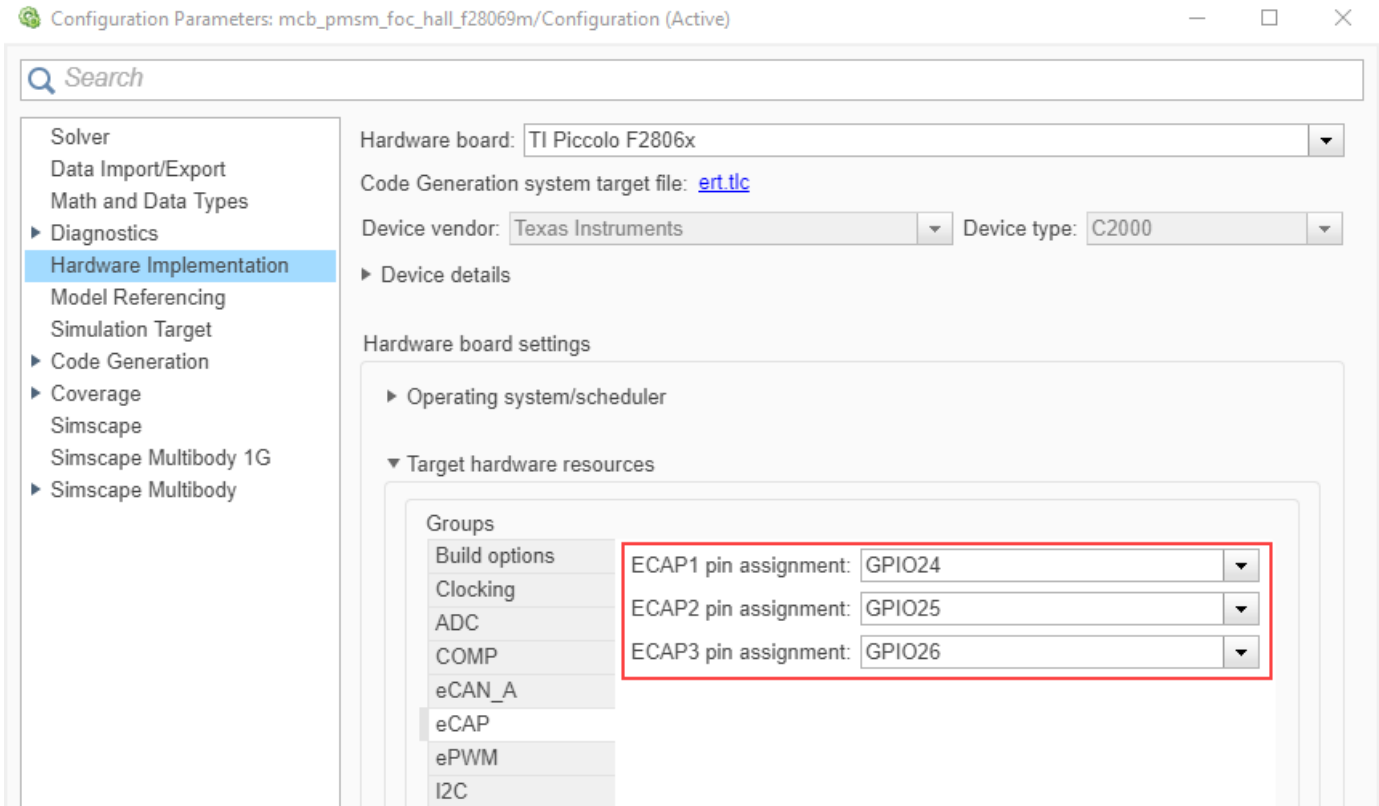 Configuration Parameters: mcb_pmsm_foc_hall_f28069m/Configuration (Active)
Search
Solver
Data Import/Export
Math and Data Types
Diagnostics
Hardware Implementation
Model Referencing
Simulation Target
Code Generation
Coverage
Simscape
Simscape Multibody 1G
Simscape Multibody
Hardware board: TI Piccolo F2806x
Code Generation system target file: ert.tlc
Device vendor: Texas Instruments Device type: C2000
Device details
Hardware board settings
Operating system/scheduler
Target hardware resources
Groups
Build options
Clocking
ADC
COMP
eCAN_A
eCAP
ePWM
I2C
ECAP1 pin assignment: GPIO24
ECAP2 pin assignment: GPIO25
ECAP3 pin assignment: GPIO26